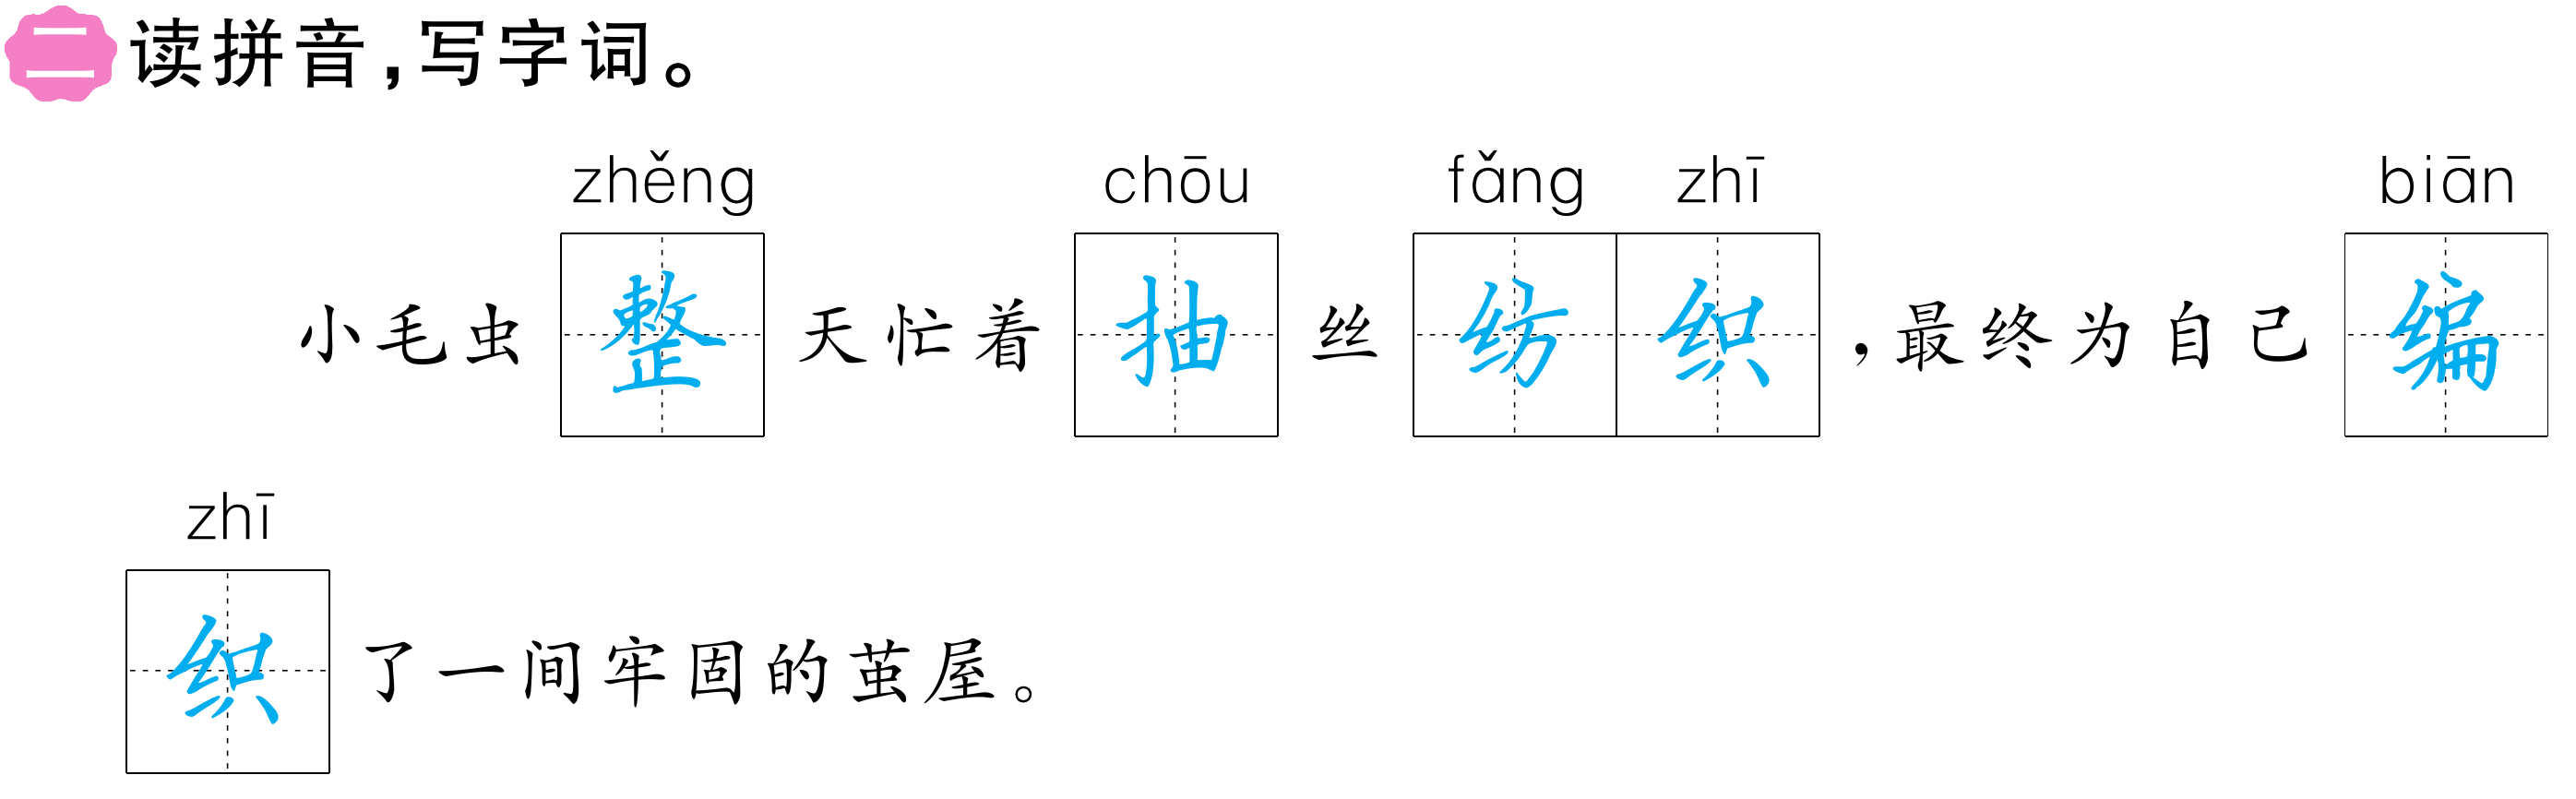 二 读拼音,写字词。
zhěng chōu fǎng zhī biān
小毛虫整天忙着抽丝纺织,最终为自己编
zhī
织了一间牢固的茧屋。